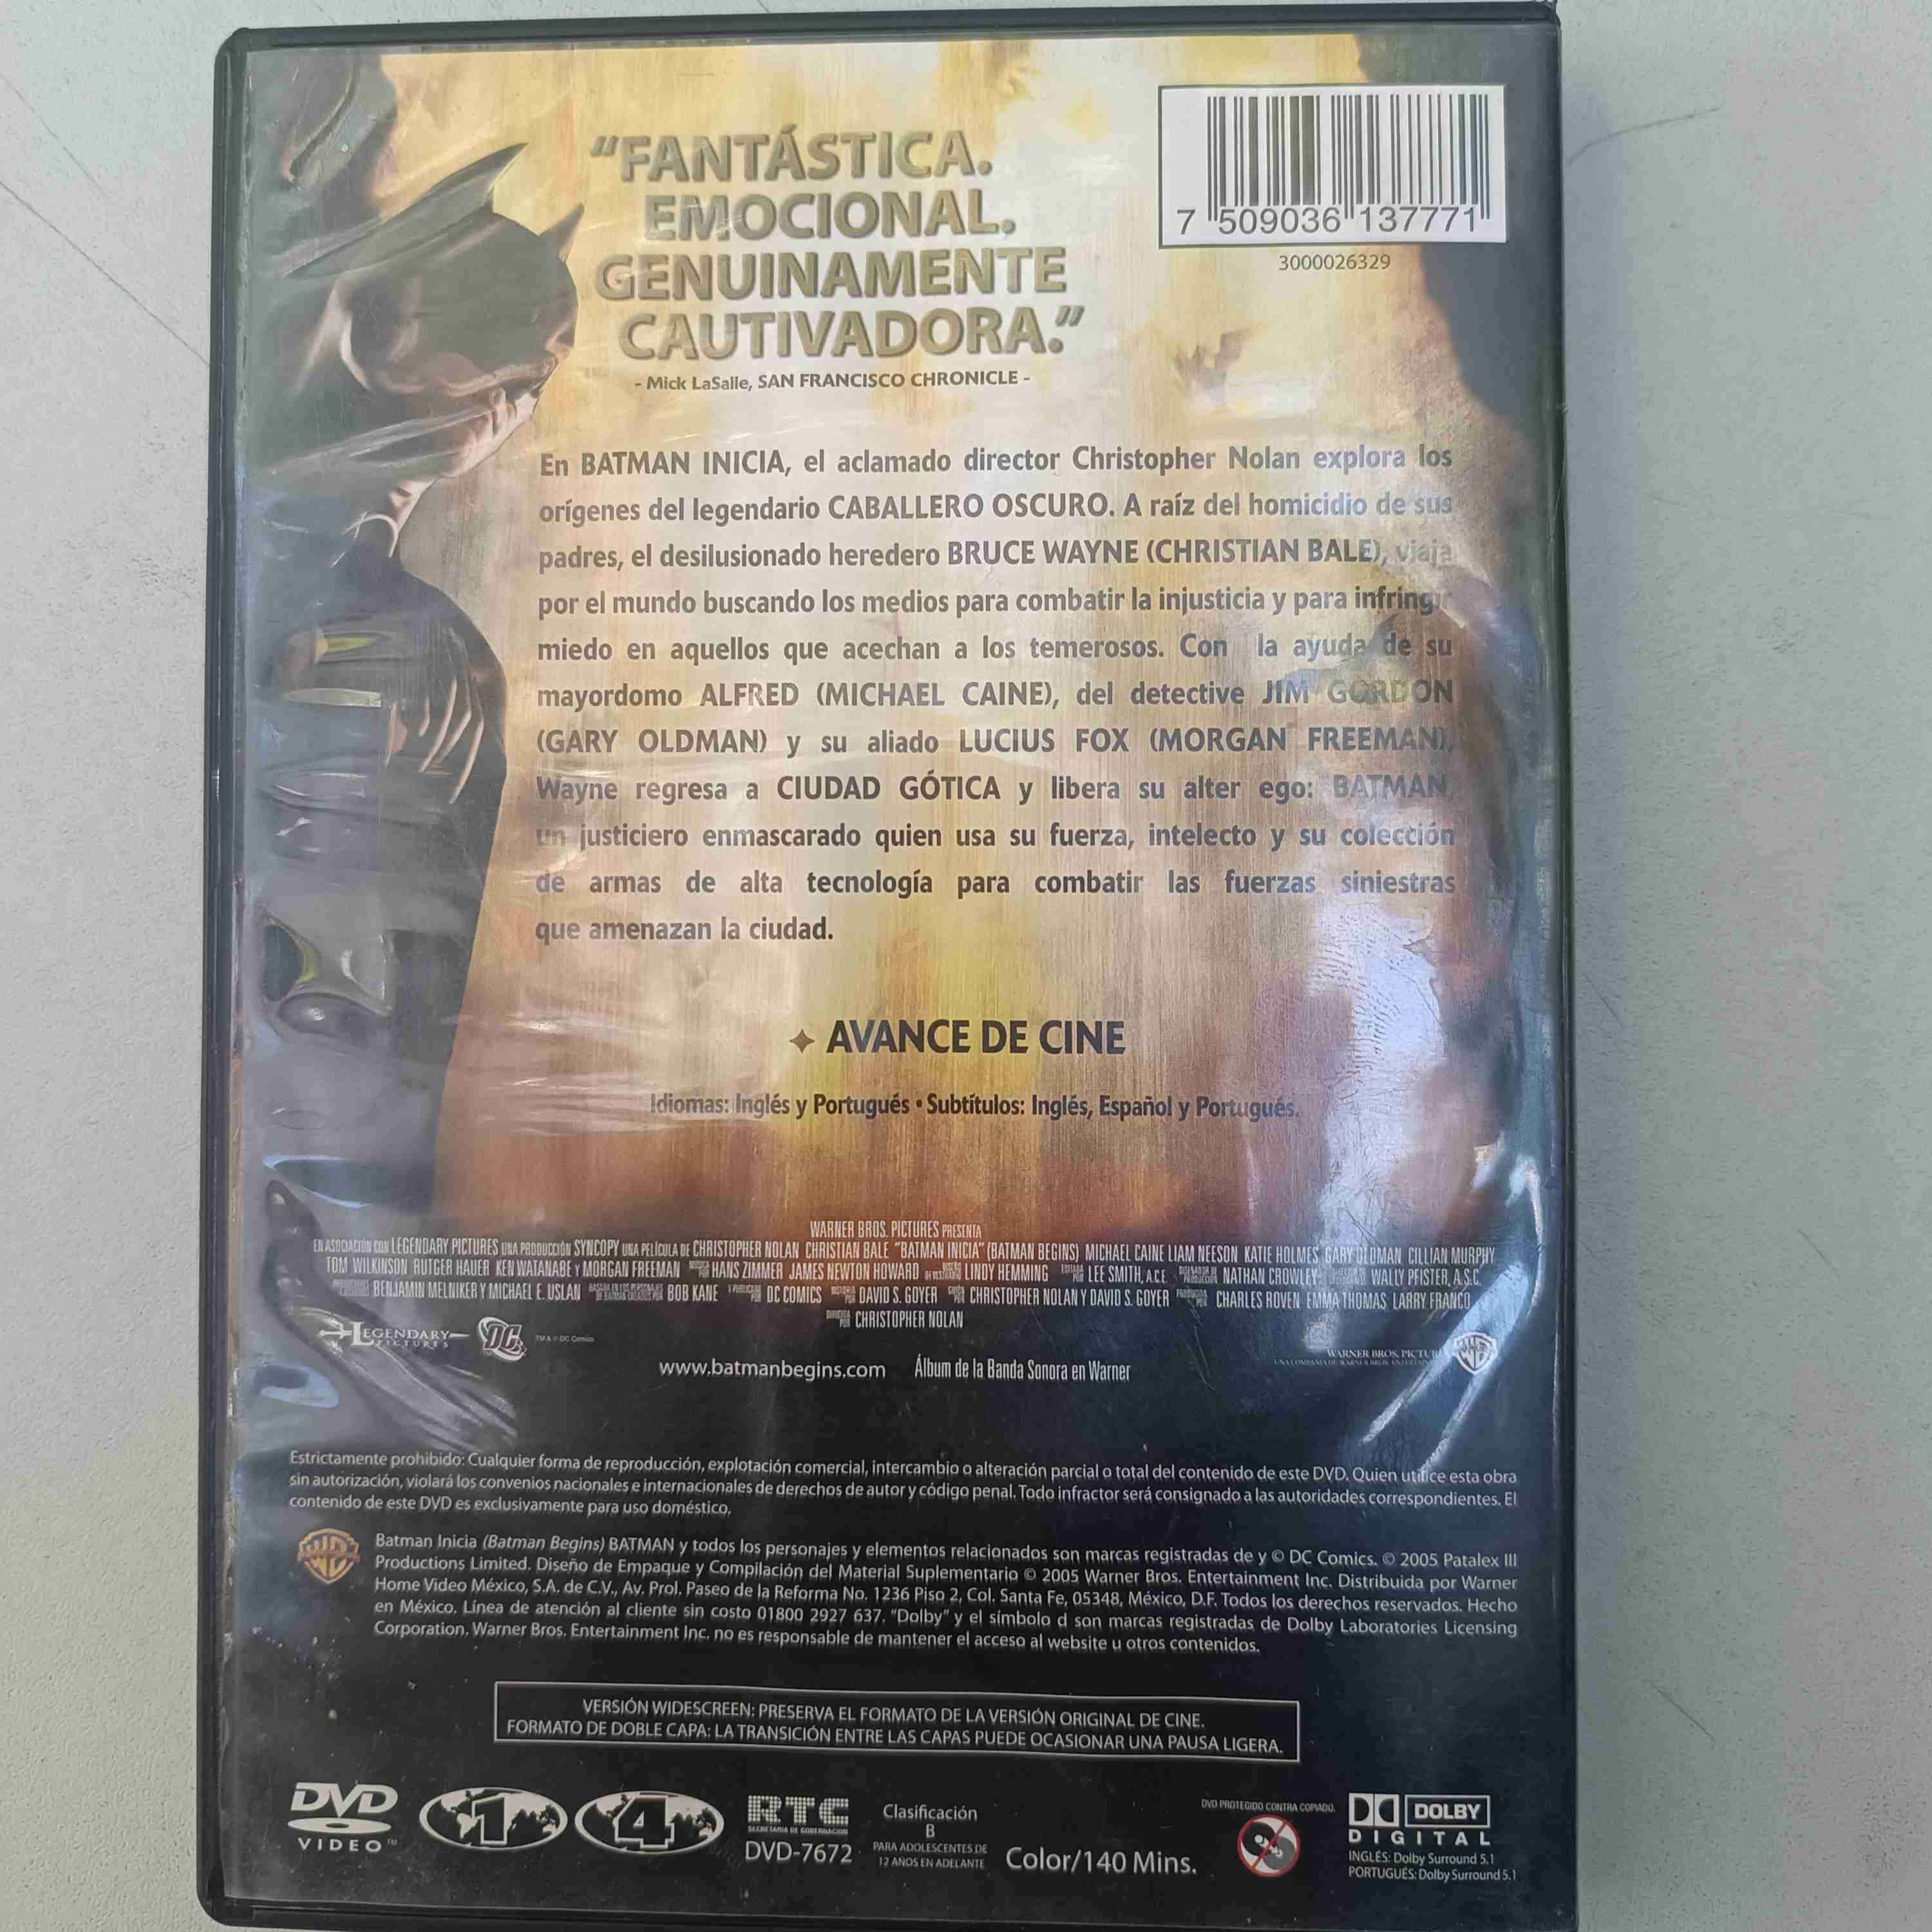 “FANTÁSTICA.
EMOCIONAL.
GENUINAMENTE
CAUTIVADORA.”
- Mick LaSalle, SAN FRANCISCO CHRONICLE -
7 509036 137771
3000026329
En BATMAN INICIA, el aclamado director Christopher Nolan explora los
orígenes del legendario CABALLERO OSCURO. A raíz del homicidio de sus
padres, el desilusionado heredero BRUCE WAYNE (CHRISTIAN BALE), viaja
por el mundo buscando los medios para combatir la injusticia y para infringir
miedo en aquellos que acechan a los temerosos. Con la ayuda de su
mayordomo ALFRED (MICHAEL CAINE), del detective JIM GORDON
(GARY OLDMAN) y su aliado LUCIUS FOX (MORGAN FREEMAN),
Wayne regresa a CIUDAD GÓTICA y libera su alter ego: BATMAN,
un justiciero enmascarado quien usa su fuerza, intelecto y su colección
de armas de alta tecnología para combatir las fuerzas siniestras
que amenazan la ciudad.
AVANCE DE CINE
Idiomas: Inglés y Portugués • Subtítulos: Inglés, Español y Portugués.
WARNER BROS. PICTURES PRESENTA
EN ASOCIACIÓN CON LEGENDARY PICTURES UNA PRODUCCIÓN SYNCOPY UNA PELÍCULA DE CHRISTOPHER NOLAN CHRISTIAN BALE "BATMAN INICIA" (BATMAN BEGINS) MICHAEL CAINE LIAM NEESON KATIE HOLMES GARY OLDMAN CILLIAN MURPHY
TOM WILKINSON RUTGER HAUER KEN WATANABE Y MORGAN FREEMAN HANS ZIMMER JAMES NEWTON HOWARD LINDY HEMMING LEE SMITH, A.C.E. NATHAN CROWLEY WALLY PFISTER, A.S.C.
BENJAMIN MELNIKER Y MICHAEL E. USLAN BOB KANE DC COMICS DAVID S. GOYER CHRISTOPHER NOLAN Y DAVID S. GOYER CHARLES ROVEN EMMA THOMAS LARRY FRANCO
CHRISTOPHER NOLAN
LEGENDARY PICTURES DC TM & © DC Comics
WARNER BROS. PICTURES
WB
www.batmanbegins.com Álbum de la Banda Sonora en Warner
Estrictamente prohibido: Cualquier forma de reproducción, explotación comercial, intercambio o alteración parcial o total del contenido de este DVD. Quien utilice esta obra
sin autorización, violará los convenios nacionales e internacionales de derechos de autor y código penal. Todo infractor será consignado a las autoridades correspondientes. El
contenido de este DVD es exclusivamente para uso doméstico.
WB
Batman Inicia (Batman Begins) BATMAN y todos los personajes y elementos relacionados son marcas registradas de y © DC Comics. © 2005 Patalex III
Productions Limited. Diseño de Empaque y Compilación del Material Suplementario © 2005 Warner Bros. Entertainment Inc. Distribuida por Warner
Home Video México, S.A. de C.V., Av. Prol. Paseo de la Reforma No. 1236 Piso 2, Col. Santa Fe, 05348, México, D.F. Todos los derechos reservados. Hecho
en México. Línea de atención al cliente sin costo 01800 2927 637. "Dolby" y el símbolo d son marcas registradas de Dolby Laboratories Licensing
Corporation. Warner Bros. Entertainment Inc. no es responsable de mantener el acceso al website u otros contenidos.
VERSIÓN WIDESCREEN: PRESERVA EL FORMATO DE LA VERSIÓN ORIGINAL DE CINE.
FORMATO DE DOBLE CAPA: LA TRANSICIÓN ENTRE LAS CAPAS PUEDE OCASIONAR UNA PAUSA LIGERA.
DVD
VIDEO™
1
4
RTC
SECRETARIA DE GOBERNACION
DVD-7672
Clasificación
B
PARA ADOLESCENTES DE
12 AÑOS EN ADELANTE
Color/140 Mins.
DVD PROTEGIDO CONTRA COPIADO.
DOLBY
DIGITAL
INGLÉS: Dolby Surround 5.1
PORTUGUÉS: Dolby Surround 5.1